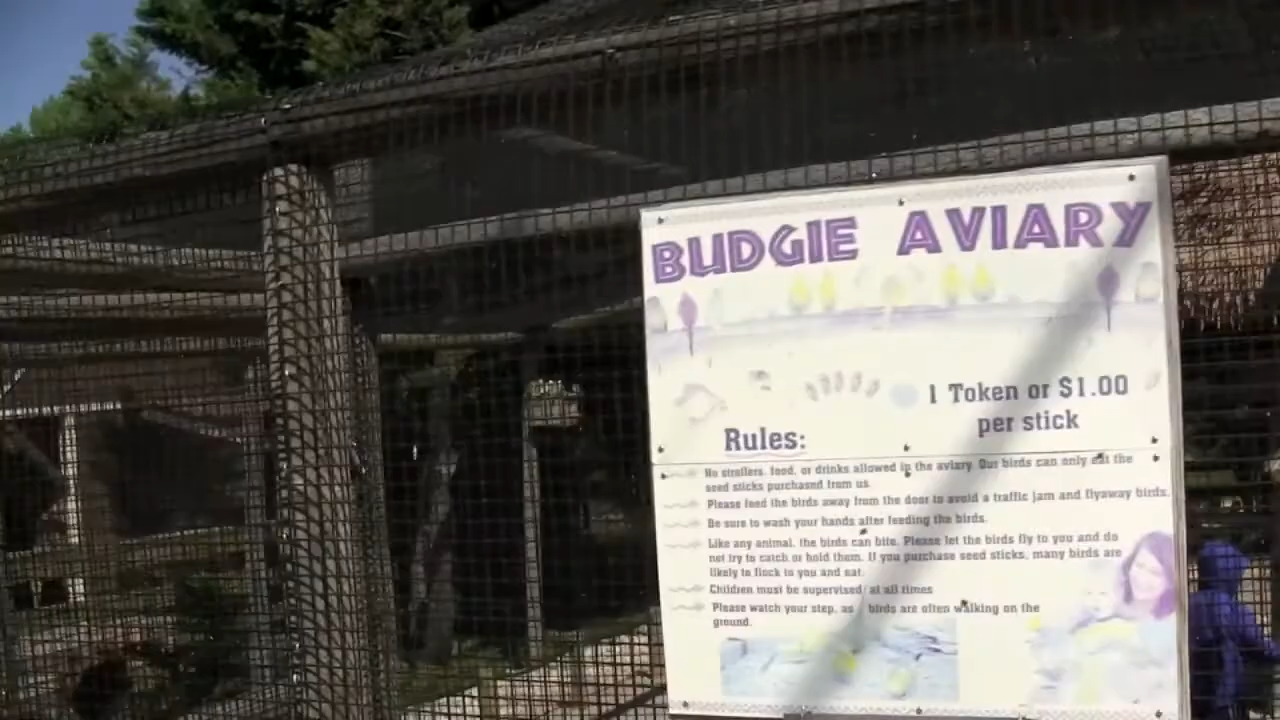 BUDGIE AVIARY
1 Token or $1.00
per stick
Rules:
No strollers, food, or drinks allowed in the aviary. Our birds can only eat the
seed sticks purchased from us
Please feed the birds away from the door to avoid a traffic jam and flyaway birds.
Be sure to wash your hands after feeding the birds.
Like any animal, the birds can bite. Please let the birds fly to you and do
not try to catch or hold them. If you purchase seed sticks, many birds are
likely to flock to you and eat.
Children must be supervised at all times
Please watch your step, as birds are often walking on the
ground.